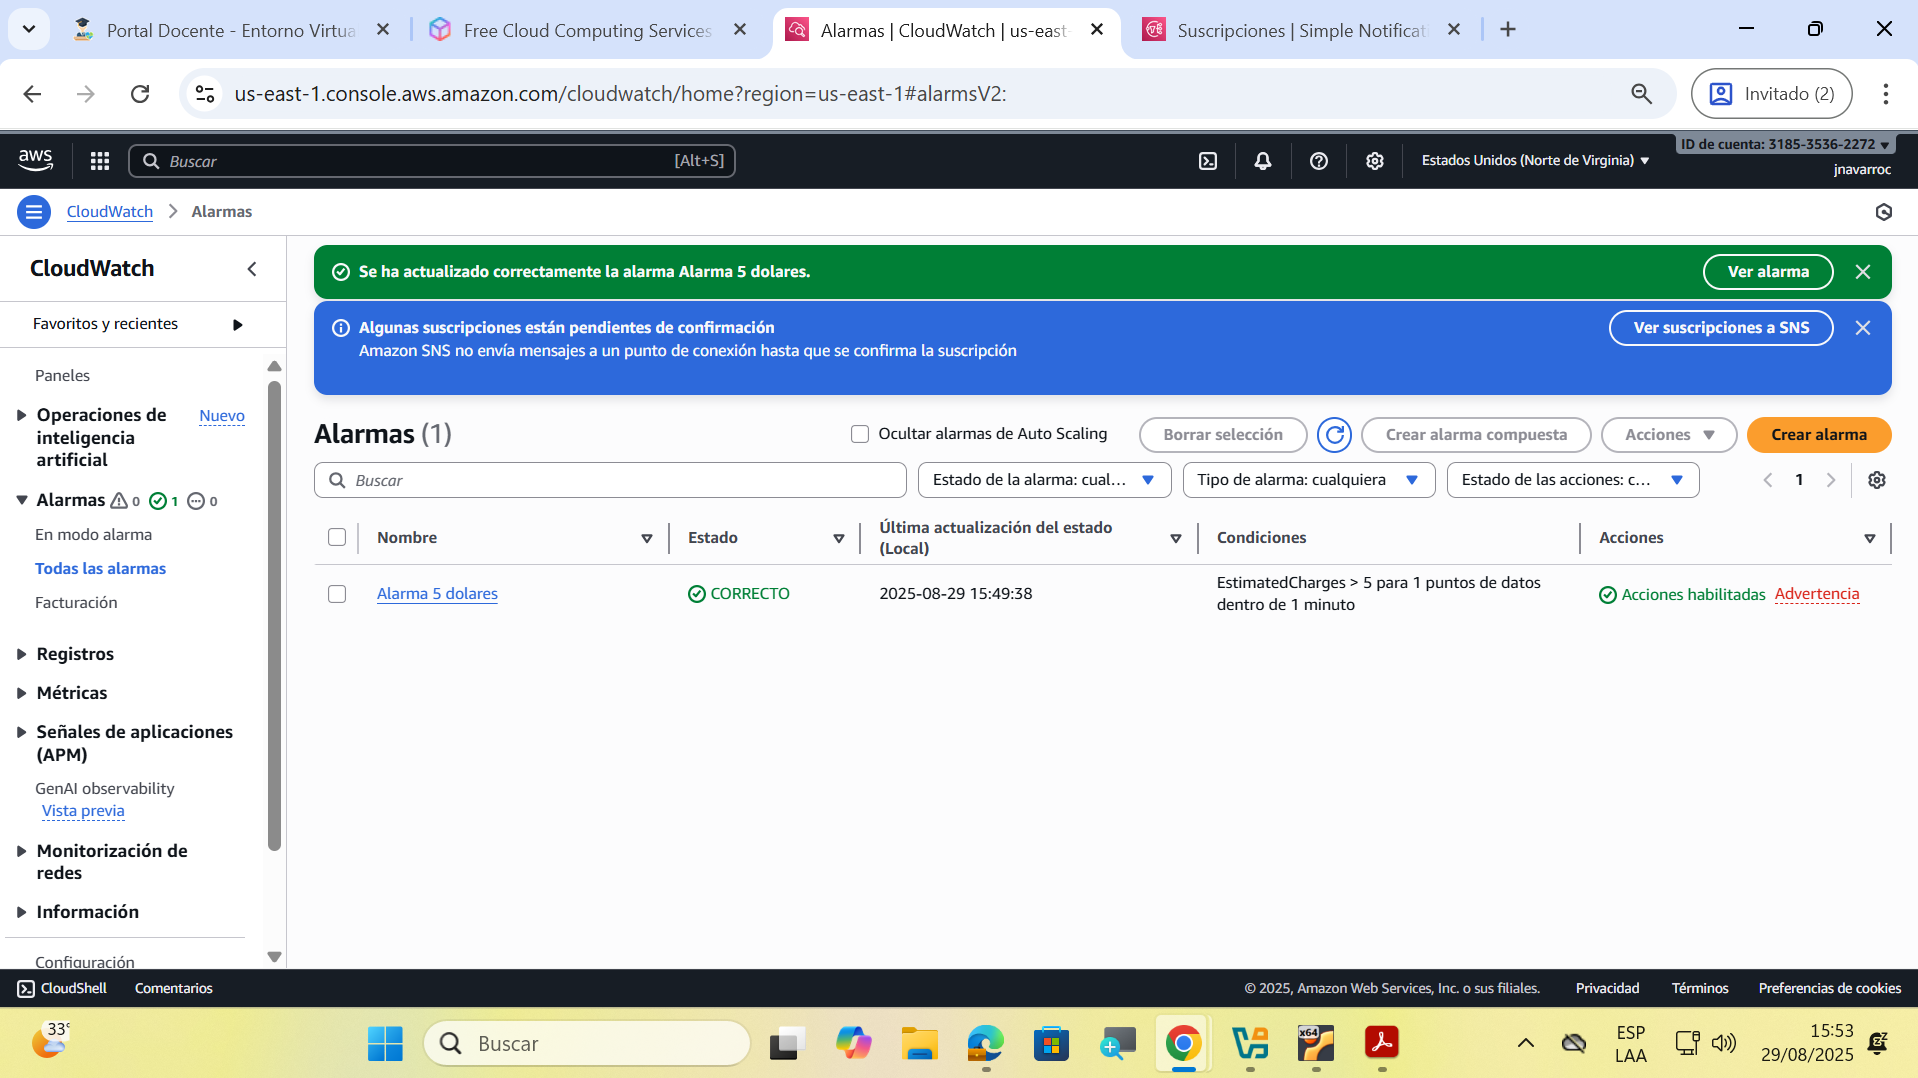 Portal Docente - Entorno Virtua
Free Cloud Computing Services
Alarmas | CloudWatch | us-east-
Suscripciones | Simple Notificati
us-east-1.console.aws.amazon.com/cloudwatch/home?region=us-east-1#alarmsV2:
Invitado (2)
aws
Buscar
[Alt+S]
Estados Unidos (Norte de Virginia)
ID de cuenta: 3185-3536-2272
jnavarroc
CloudWatch
Alarmas
CloudWatch
Favoritos y recientes
Paneles
Operaciones de inteligencia artificial
Nuevo
Alarmas 0 1 0
En modo alarma
Todas las alarmas
Facturación
Registros
Métricas
Señales de aplicaciones (APM)
GenAI observability
Vista previa
Monitorización de redes
Información
Configuración
Se ha actualizado correctamente la alarma Alarma 5 dolares.
Ver alarma
Algunas suscripciones están pendientes de confirmación
Amazon SNS no envía mensajes a un punto de conexión hasta que se confirma la suscripción
Ver suscripciones a SNS
Alarmas (1)
Ocultar alarmas de Auto Scaling
Borrar selección
Crear alarma compuesta
Acciones
Crear alarma
Buscar
Estado de la alarma: cual...
Tipo de alarma: cualquiera
Estado de las acciones: c...
1
Nombre
Estado
Última actualización del estado (Local)
Condiciones
Acciones
Alarma 5 dolares
CORRECTO
2025-08-29 15:49:38
EstimatedCharges > 5 para 1 puntos de datos
dentro de 1 minuto
Acciones habilitadas
Advertencia
CloudShell
Comentarios
© 2025, Amazon Web Services, Inc. o sus filiales.
Privacidad
Términos
Preferencias de cookies
33°
Buscar
x64
ESP
LAA
15:53
29/08/2025